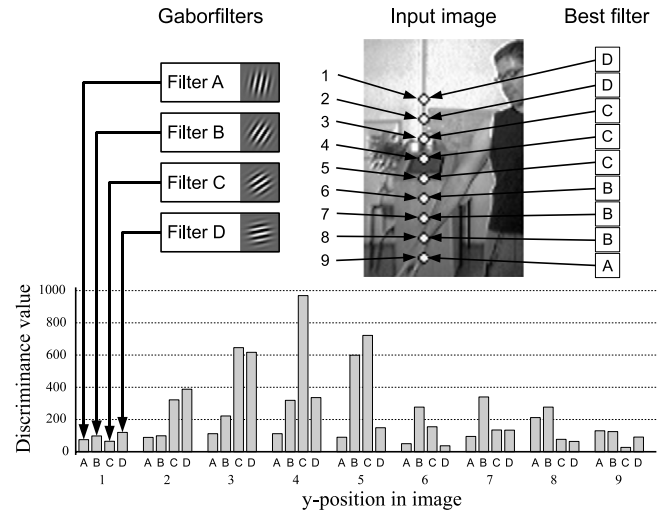 Gaborfilters
Input image
Best filter
Filter A
Filter B
Filter C
Filter D
1
2
3
4
5
6
7
8
9
D
D
C
C
C
B
B
B
A
Discriminance value
1000
800
600
400
200
0
A B C D A B C D A B C D A B C D A B C D A B C D A B C D A B C D A B C D
1 2 3 4 5 6 7 8 9
y-position in image